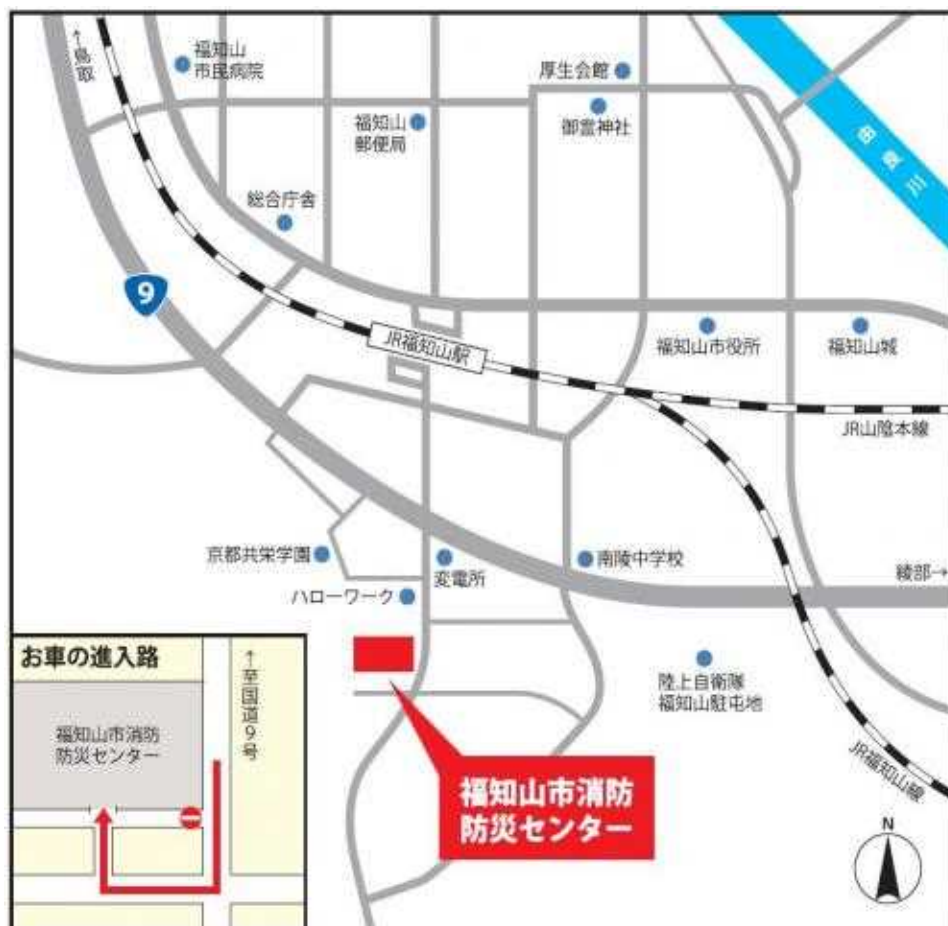 ↑鳥取
福知山
市民病院
厚生会館
御霊神社
福知山
郵便局
由良川
総合庁舎
9
JR福知山駅
福知山市役所
福知山城
JR山陰本線
京都共栄学園
変電所
南陵中学校
綾部→
ハローワーク
陸上自衛隊
福知山駐屯地
JR福知山線
福知山市消防
防災センター
N
お車の進入路
↑至国道9号
福知山市消防
防災センター